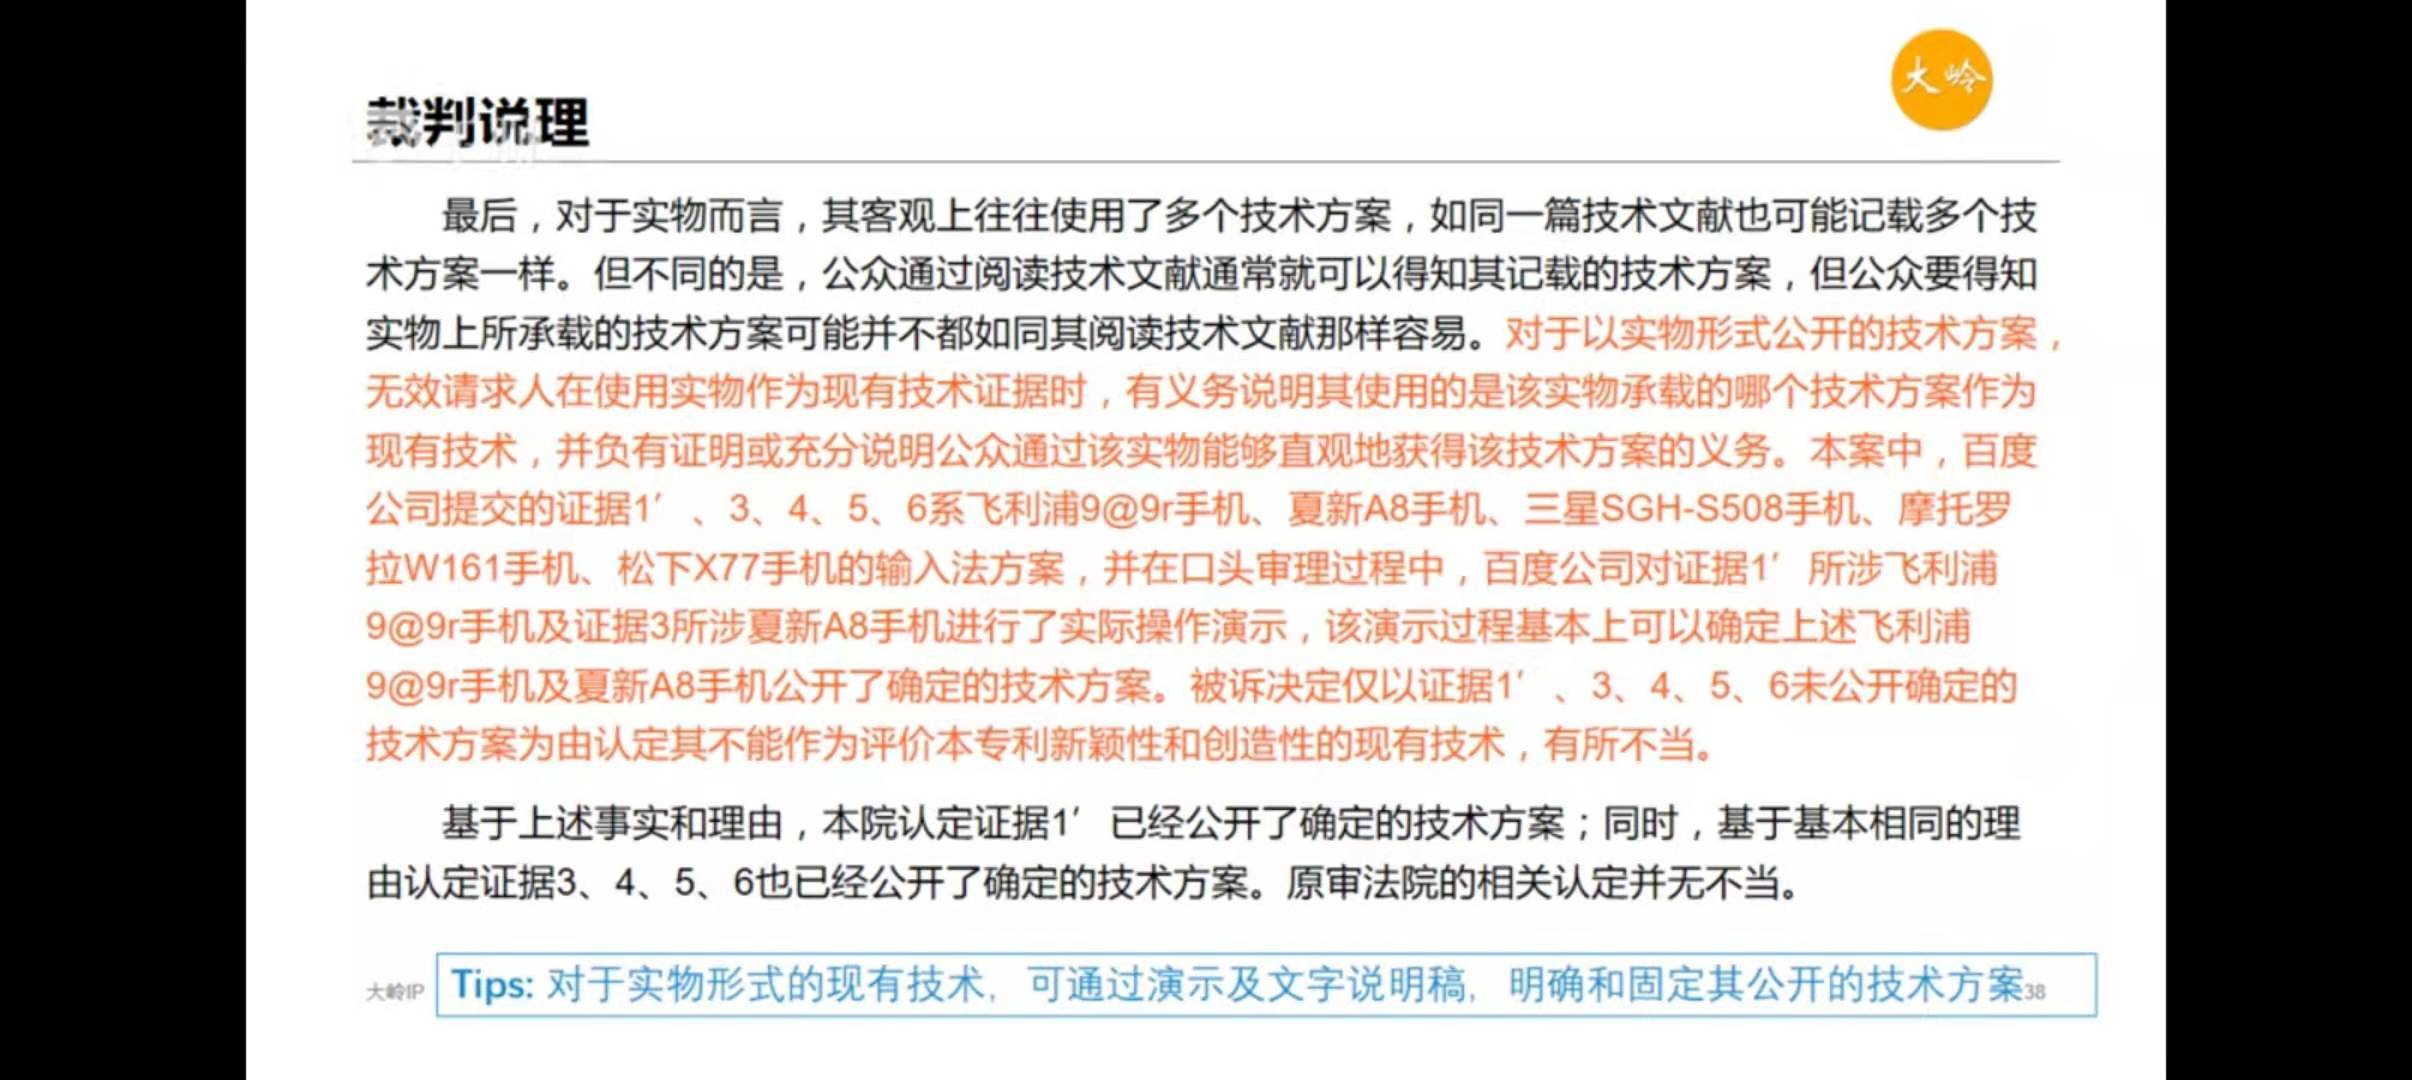 大岭
裁判说理
最后，对于实物而言，其客观上往往使用了多个技术方案，如同一篇技术文献也可能记载多个技
术方案一样。但不同的是，公众通过阅读技术文献通常就可以得知其记载的技术方案，但公众要得知
实物上所承载的技术方案可能并不都如同其阅读技术文献那样容易。对于以实物形式公开的技术方案，
无效请求人在使用实物作为现有技术证据时，有义务说明其使用的是该实物承载的哪个技术方案作为
现有技术，并负有证明或充分说明公众通过该实物能够直观地获得该技术方案的义务。本案中，百度
公司提交的证据1′、3、4、5、6系飞利浦9@9r手机、夏新A8手机、三星SGH-S508手机、摩托罗
拉W161手机、松下X77手机的输入法方案，并在口头审理过程中，百度公司对证据1′所涉飞利浦
9@9r手机及证据3所涉夏新A8手机进行了实际操作演示，该演示过程基本上可以确定上述飞利浦
9@9r手机及夏新A8手机公开了确定的技术方案。被诉决定仅以证据1′、3、4、5、6未公开确定的
技术方案为由认定其不能作为评价本专利新颖性和创造性的现有技术，有所不当。
基于上述事实和理由，本院认定证据1′已经公开了确定的技术方案；同时，基于基本相同的理
由认定证据3、4、5、6也已经公开了确定的技术方案。原审法院的相关认定并无不当。
大岭IP
Tips: 对于实物形式的现有技术，可通过演示及文字说明稿，明确和固定其公开的技术方案
38